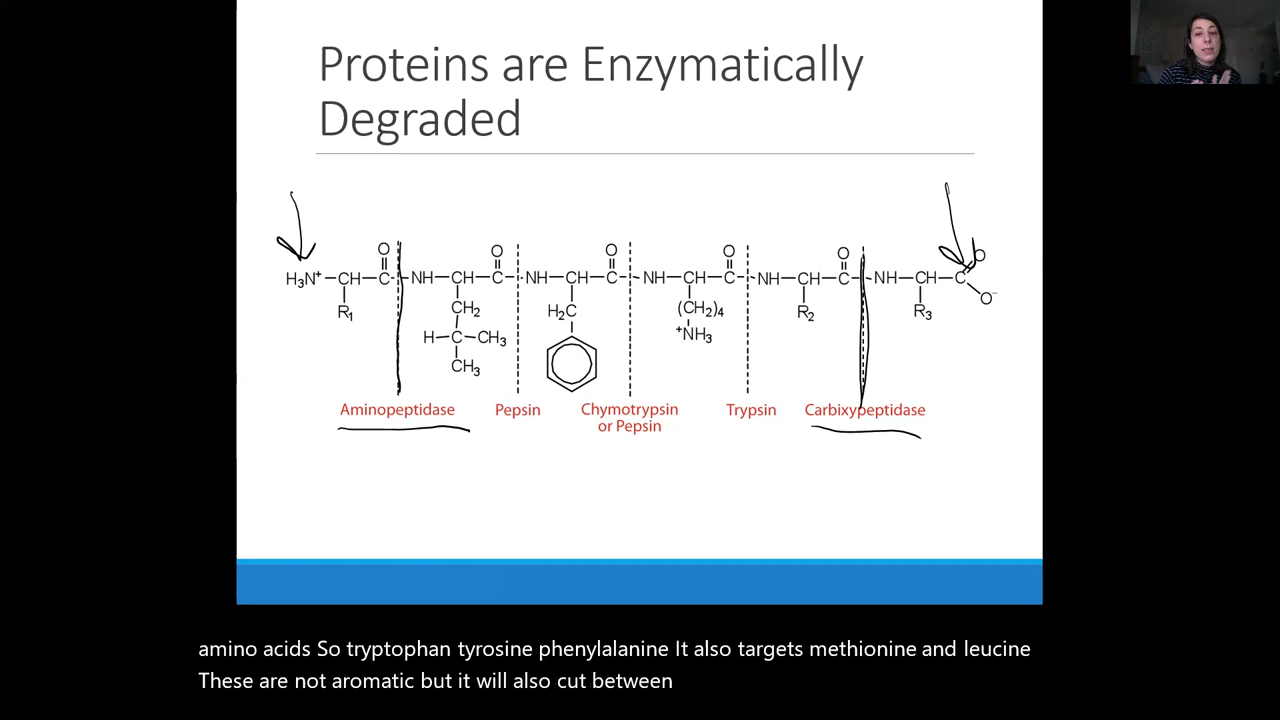 Proteins are Enzymatically
Degraded
O O O O O O
H₃N⁺—CH—C—NH—CH—C—NH—CH—C—NH—CH—C—NH—CH—C—NH—CH—C
R₁ CH₂ H₂C (CH₂)₄ R₂ R₃ O⁻
H—C—CH₃ ⁺NH₃
CH₃
Aminopeptidase Pepsin Chymotrypsin Trypsin Carbixypeptidase
or Pepsin
amino acids So tryptophan tyrosine phenylalanine It also targets methionine and leucine
These are not aromatic but it will also cut between